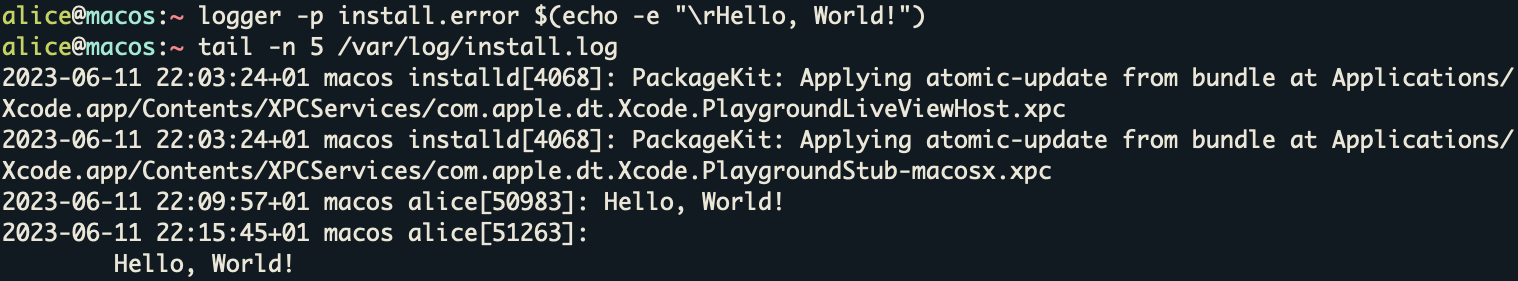 alice@macos:~ logger -p install.error $(echo -e "\rHello, World!")
alice@macos:~ tail -n 5 /var/log/install.log
2023-06-11 22:03:24+01 macos installd[4068]: PackageKit: Applying atomic-update from bundle at Applications/
Xcode.app/Contents/XPCServices/com.apple.dt.Xcode.PlaygroundLiveViewHost.xpc
2023-06-11 22:03:24+01 macos installd[4068]: PackageKit: Applying atomic-update from bundle at Applications/
Xcode.app/Contents/XPCServices/com.apple.dt.Xcode.PlaygroundStub-macosx.xpc
2023-06-11 22:09:57+01 macos alice[50983]: Hello, World!
2023-06-11 22:15:45+01 macos alice[51263]:
Hello, World!